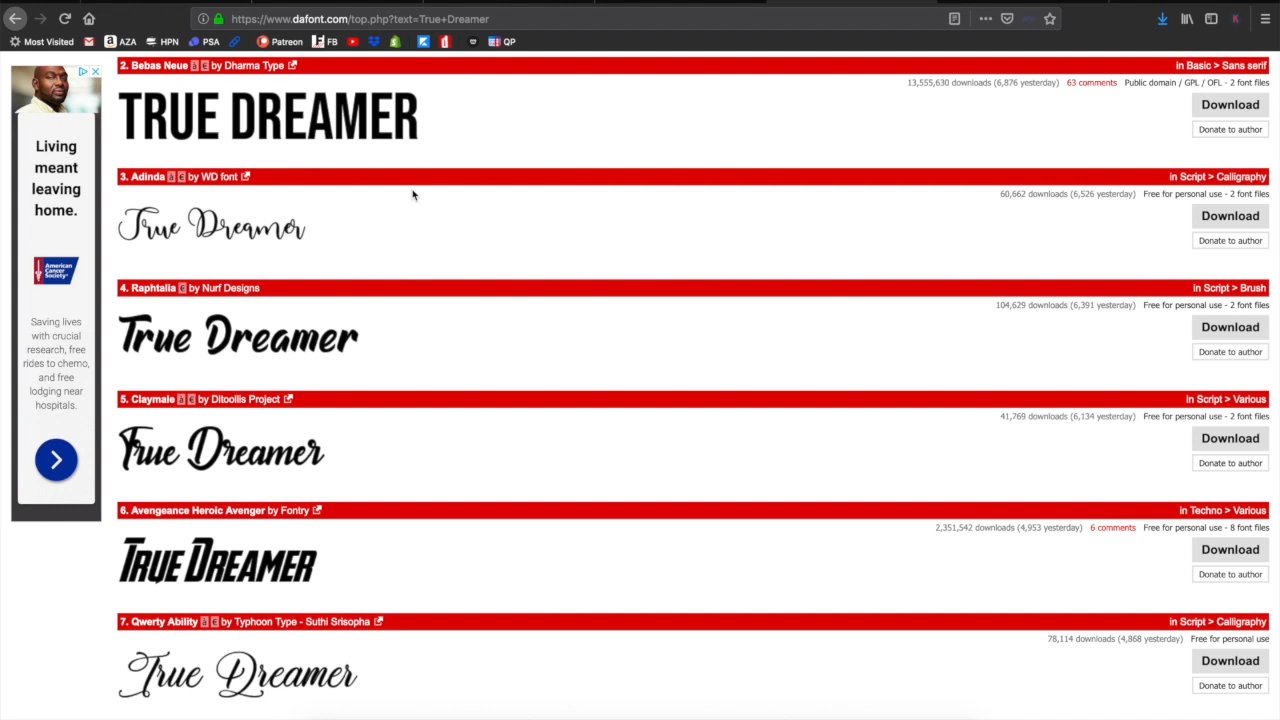 https://www.dafont.com/top.php?text=True+Dreamer
Most Visited AZA HPN PSA Patreon FB QP
2. Bebas Neue à € by Dharma Type
in Basic > Sans serif
13,555,630 downloads (6,876 yesterday) 63 comments Public domain / GPL / OFL - 2 font files
TRUE DREAMER
Download
Donate to author
3. Adinda à € by WD font
in Script > Calligraphy
60,662 downloads (6,526 yesterday) Free for personal use - 2 font files
True Dreamer
Download
Donate to author
4. Raphtalia € by Nurf Designs
in Script > Brush
104,629 downloads (6,391 yesterday) Free for personal use - 2 font files
True Dreamer
Download
Donate to author
5. Claymale à € by Ditoollis Project
in Script > Various
41,769 downloads (6,134 yesterday) Free for personal use - 2 font files
True Dreamer
Download
Donate to author
6. Avengeance Heroic Avenger by Fontry
in Techno > Various
2,351,542 downloads (4,953 yesterday) 6 comments Free for personal use - 8 font files
TRUE DREAMER
Download
Donate to author
7. Qwerty Ability à € by Typhoon Type - Suthi Srisopha
in Script > Calligraphy
78,114 downloads (4,868 yesterday) Free for personal use
True Dreamer
Download
Donate to author
Living
meant
leaving
home.
American
Cancer
Society
Saving lives
with crucial
research, free
rides to chemo,
and free
lodging near
hospitals.